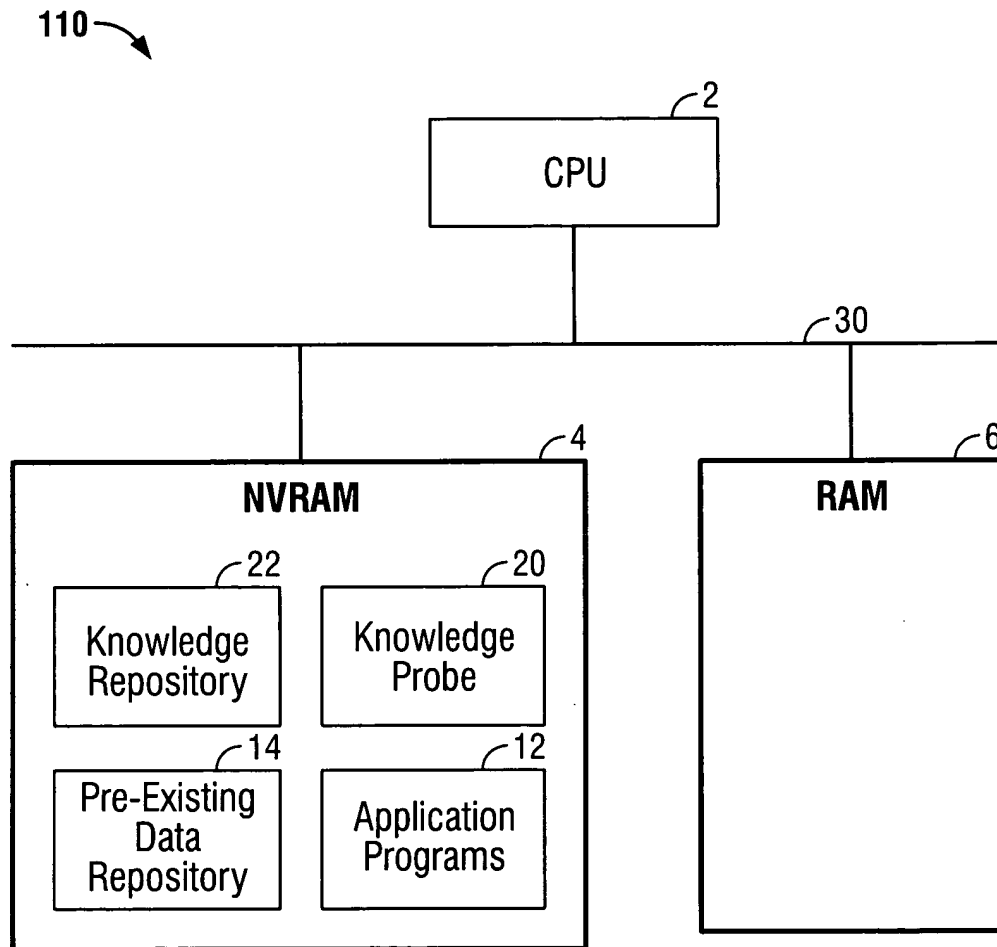 110
2
CPU
30
4
6
NVRAM
RAM
22
20
Knowledge
Repository
Knowledge
Probe
14
12
Pre-Existing
Data
Repository
Application
Programs